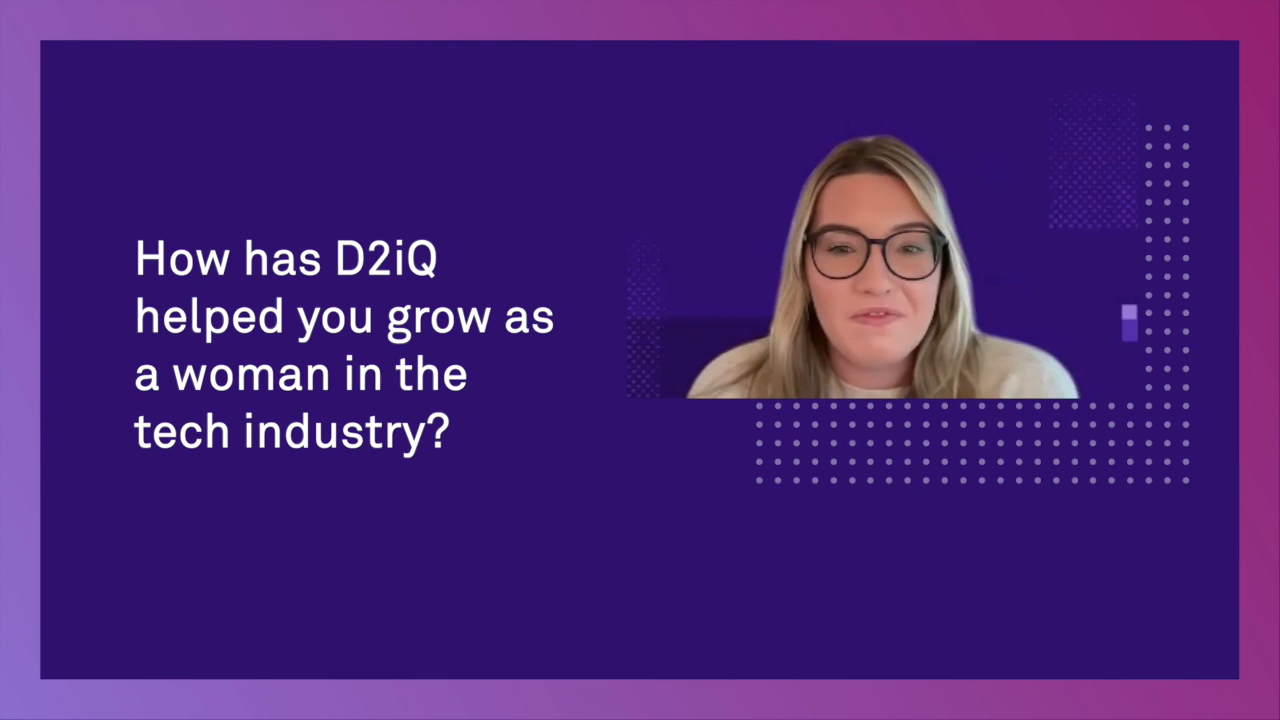 How has D2iQ
helped you grow as
a woman in the
tech industry?